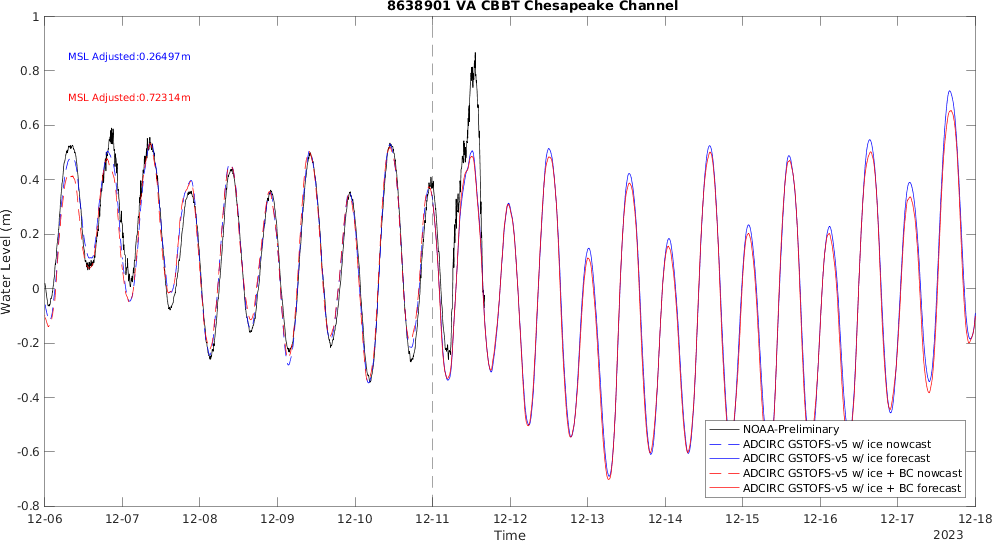 8638901 VA CBBT Chesapeake Channel
MSL Adjusted:0.26497m
MSL Adjusted:0.72314m
Water Level (m)
1
0.8
0.6
0.4
0.2
0
-0.2
-0.4
-0.6
-0.8
NOAA-Preliminary
ADCIRC GSTOFS-v5 w/ ice nowcast
ADCIRC GSTOFS-v5 w/ ice forecast
ADCIRC GSTOFS-v5 w/ ice + BC nowcast
ADCIRC GSTOFS-v5 w/ ice + BC forecast
12-06 12-07 12-08 12-09 12-10 12-11 12-12 12-13 12-14 12-15 12-16 12-17 12-18
Time
2023